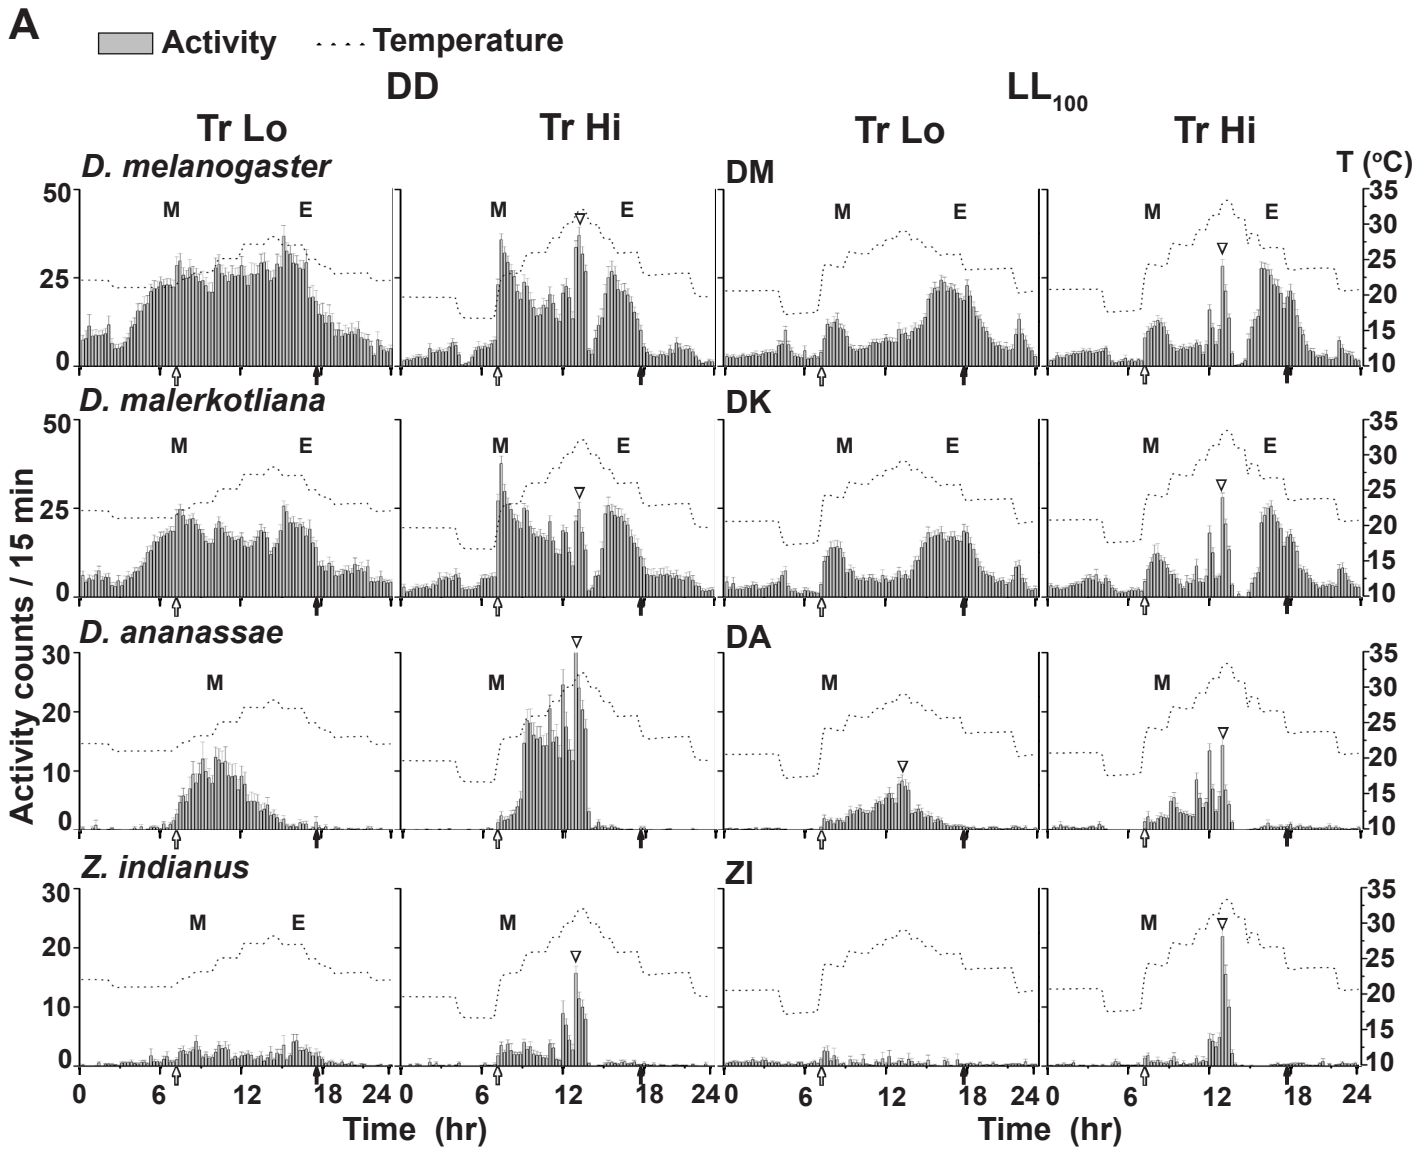 A
Activity
Temperature
DD
LL100
Tr Lo
Tr Hi
Tr Lo
Tr Hi
T (°C)
D. melanogaster
DM
50
25
0
M
E
M
E
M
E
M
E
35
30
25
20
15
10
D. malerkotliana
DK
50
25
0
M
E
M
E
M
E
M
E
35
30
25
20
15
10
D. ananassae
DA
30
20
10
0
M
M
M
M
35
30
25
20
15
10
Z. indianus
ZI
30
20
10
0
M
E
M
M
35
30
25
20
15
10
Activity counts / 15 min
0 6 12 18 24
0 6 12 18 24
0 6 12 18 24
0 6 12 18 24
Time (hr)
Time (hr)